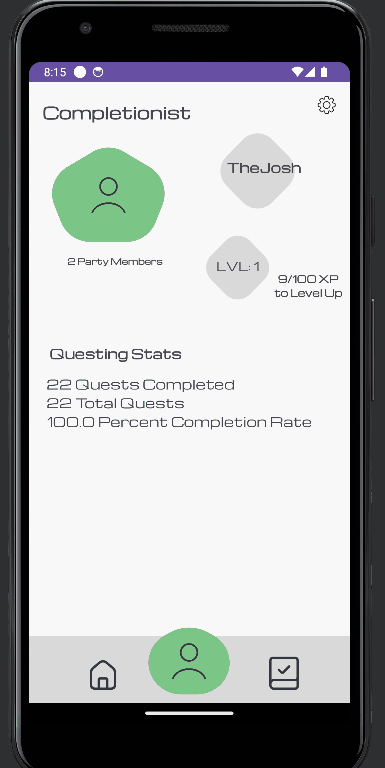 8:15
Completionist
TheJosh
2 Party Members
LVL: 1
9/100 XP
to Level Up
Questing Stats
22 Quests Completed
22 Total Quests
100.0 Percent Completion Rate